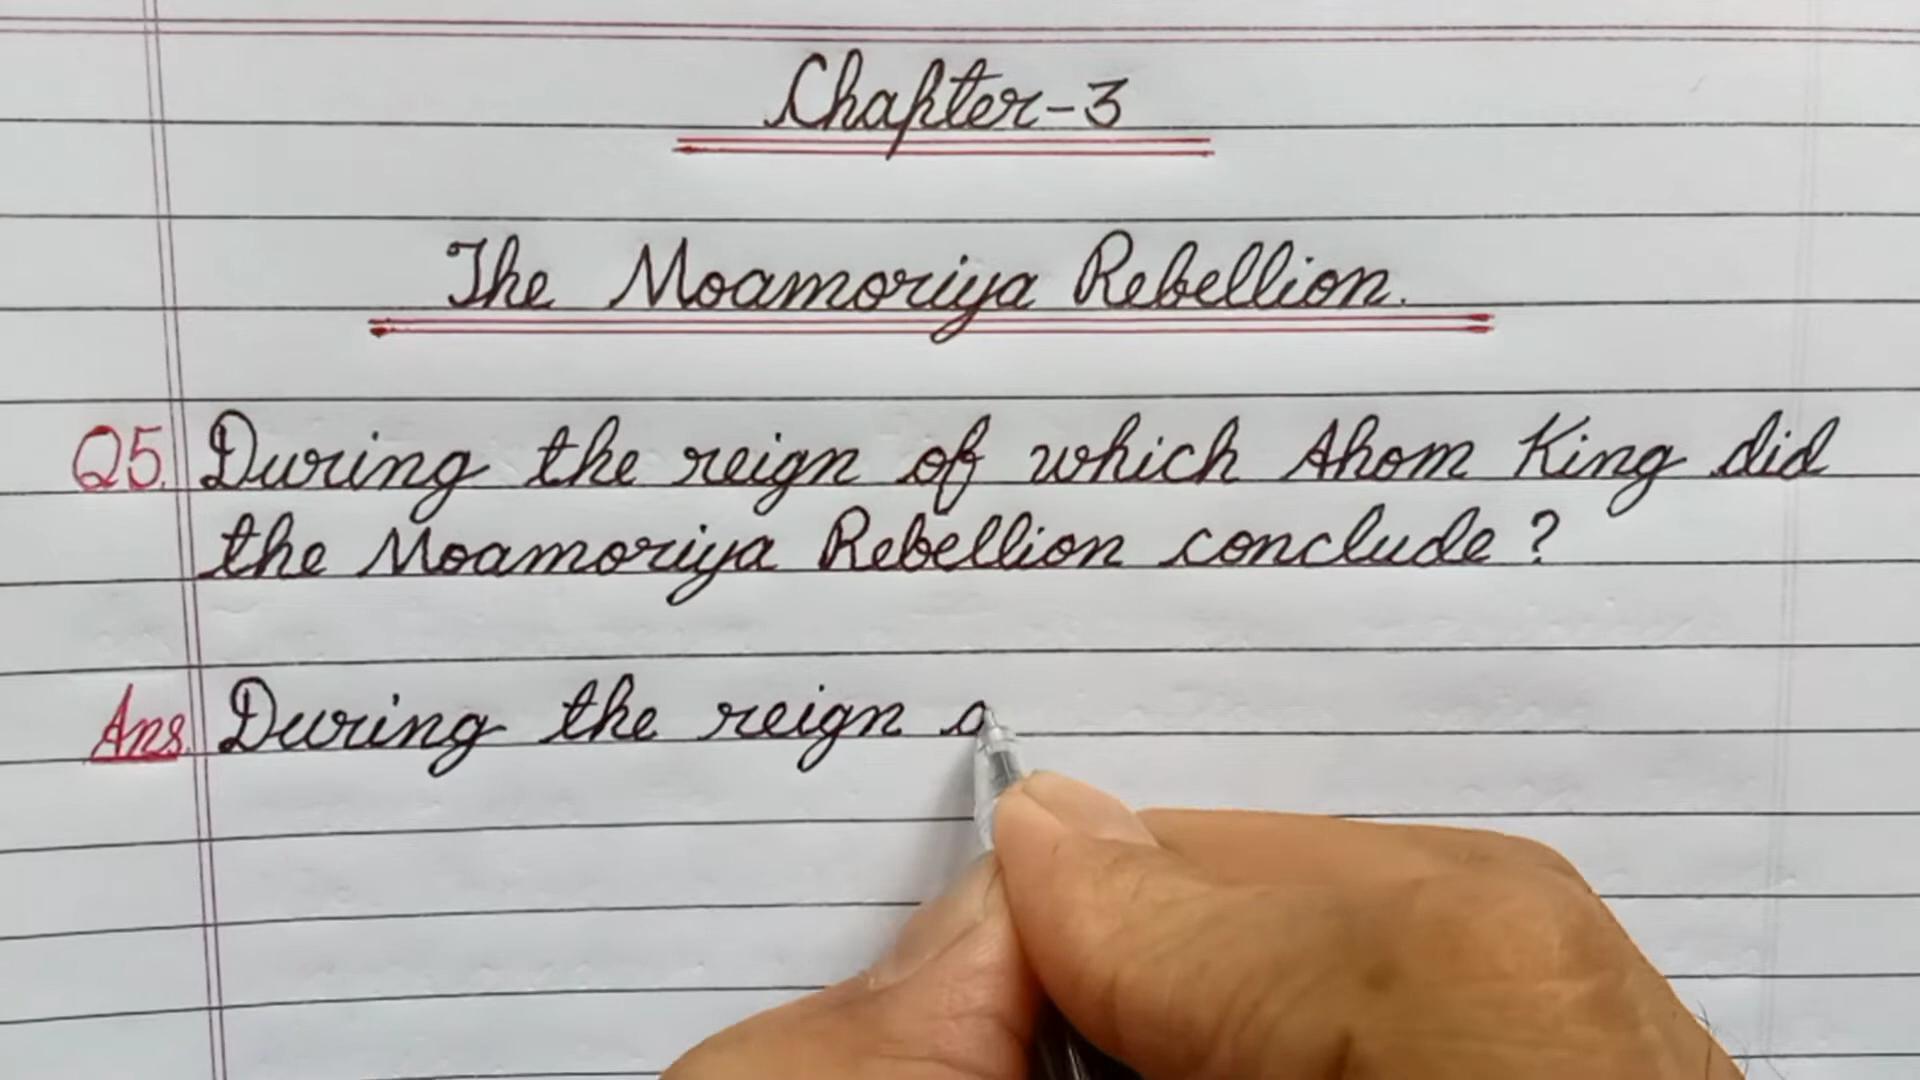 Chapter-3
The Moamoriya Rebellion.
Q5. During the reign of which Ahom King did
the Moamoriya Rebellion conclude?
Ans. During the reign o